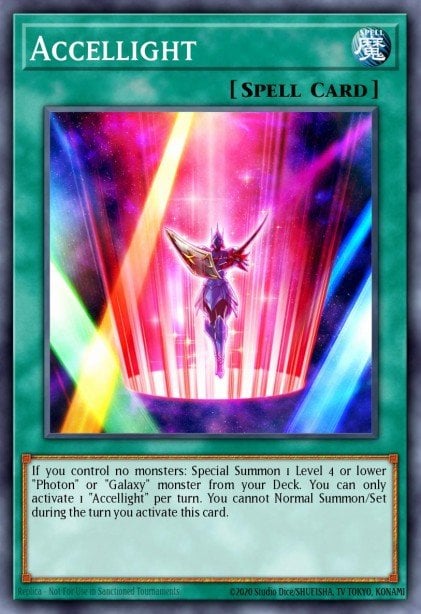 Accellight
SPELL
魔
[Spell Card]
If you control no monsters: Special Summon 1 Level 4 or lower
"Photon" or "Galaxy" monster from your Deck. You can only
activate 1 "Accellight" per turn. You cannot Normal Summon/Set
during the turn you activate this card.
Replica - Not For Use in Sanctioned Tournaments
©2020 Studio Dice/SHUEISHA, TV TOKYO, KONAMI